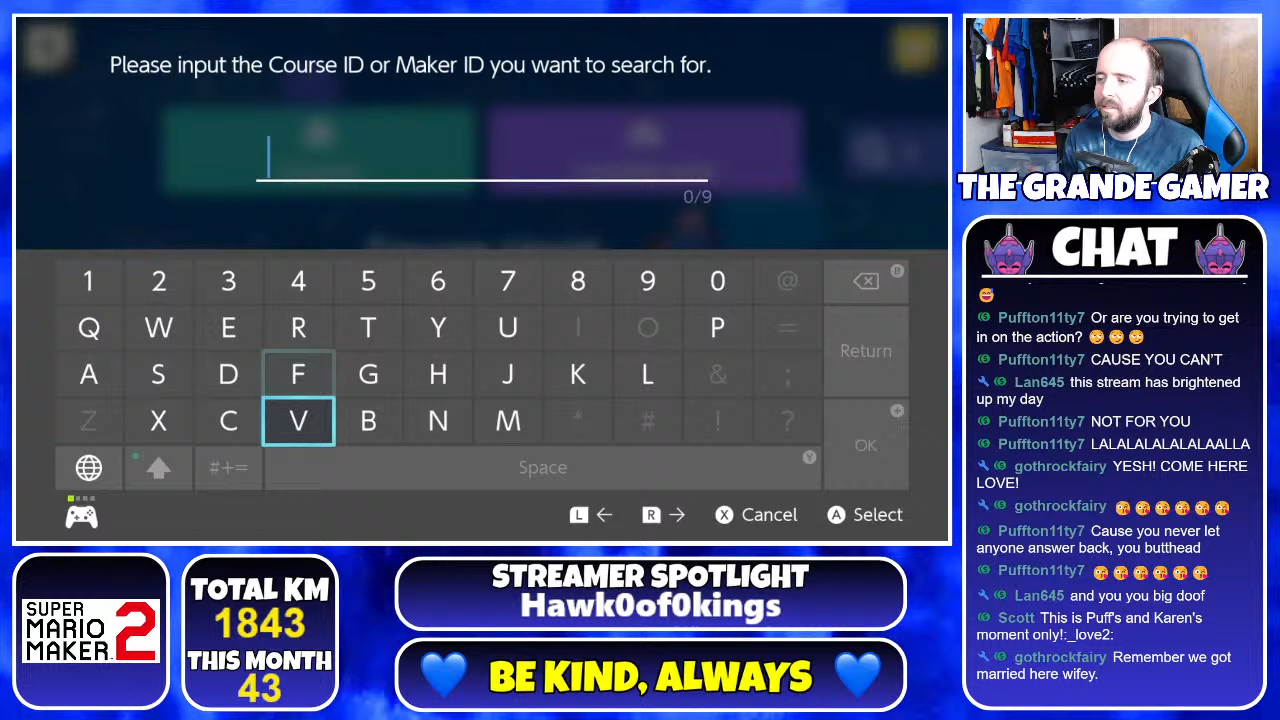 Please input the Course ID or Maker ID you want to search for.
0/9
1 2 3 4 5 6 7 8 9 0 @
Q W E R T Y U I O P =
Return
A S D F G H J K L & ;
Z X C V B N M * # ! ?
OK
#+= Space
L ← R → X Cancel A Select
THE GRANDE GAMER
CHAT
Puffton11ty7 Or are you trying to get
in on the action?
Puffton11ty7 CAUSE YOU CAN'T
Lan645 this stream has brightened
up my day
Puffton11ty7 NOT FOR YOU
Puffton11ty7 LALALALALALAALLA
gothrockfairy YESH! COME HERE
LOVE!
gothrockfairy
Puffton11ty7 Cause you never let
anyone answer back, you butthead
Puffton11ty7
Lan645 and you you big doof
Scott This is Puff's and Karen's
moment only!:_love2:
gothrockfairy Remember we got
married here wifey.
SUPER
MARIO
MAKER 2
TOTAL KM
1843
THIS MONTH
43
STREAMER SPOTLIGHT
Hawk0of0kings
BE KIND, ALWAYS